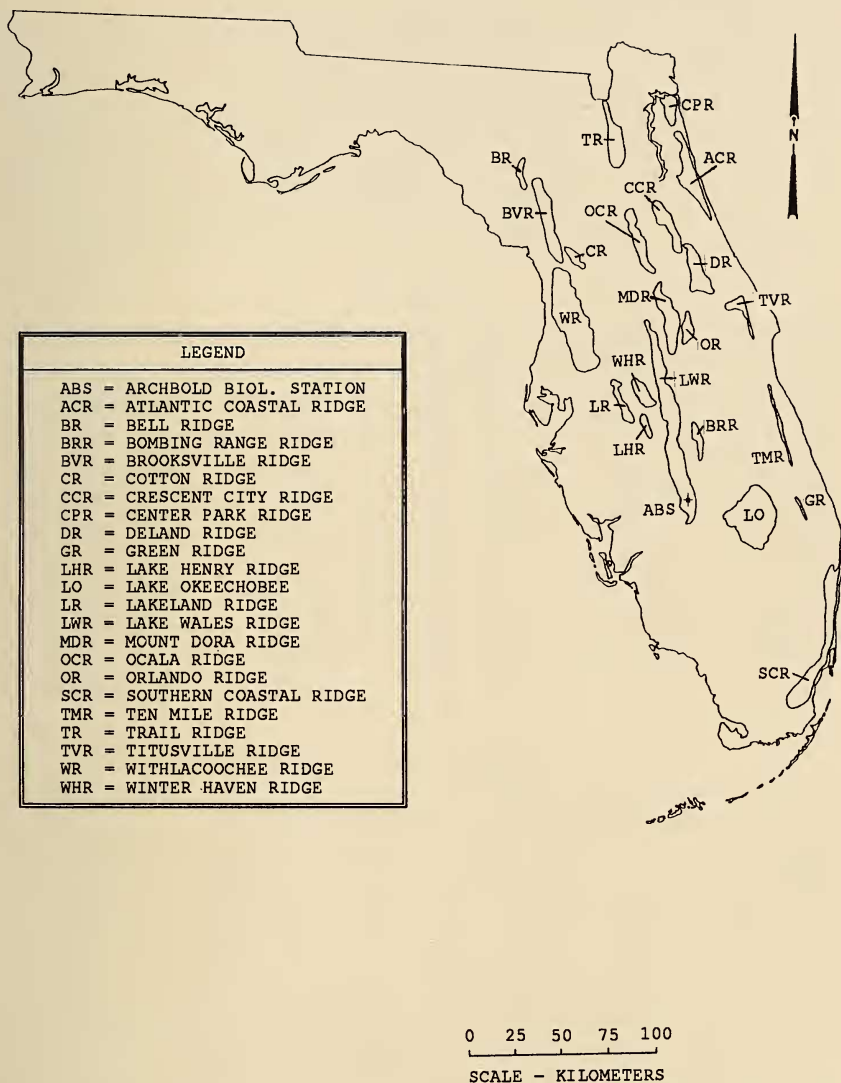 CPR
N
TR
BR
ACR
CCR
BVR
OCR
CR
DR
MDR
TVR
WR
OR
WHR
LWR
LR
BRR
LHR
TMR
ABS
LO
GR
SCR
LEGEND
ABS = ARCHBOLD BIOL. STATION
ACR = ATLANTIC COASTAL RIDGE
BR = BELL RIDGE
BRR = BOMBING RANGE RIDGE
BVR = BROOKSVILLE RIDGE
CR = COTTON RIDGE
CCR = CRESCENT CITY RIDGE
CPR = CENTER PARK RIDGE
DR = DELAND RIDGE
GR = GREEN RIDGE
LHR = LAKE HENRY RIDGE
LO = LAKE OKEECHOBEE
LR = LAKELAND RIDGE
LWR = LAKE WALES RIDGE
MDR = MOUNT DORA RIDGE
OCR = OCALA RIDGE
OR = ORLANDO RIDGE
SCR = SOUTHERN COASTAL RIDGE
TMR = TEN MILE RIDGE
TR = TRAIL RIDGE
TVR = TITUSVILLE RIDGE
WR = WITHLACOOCHEE RIDGE
WHR = WINTER HAVEN RIDGE
0 25 50 75 100
SCALE - KILOMETERS